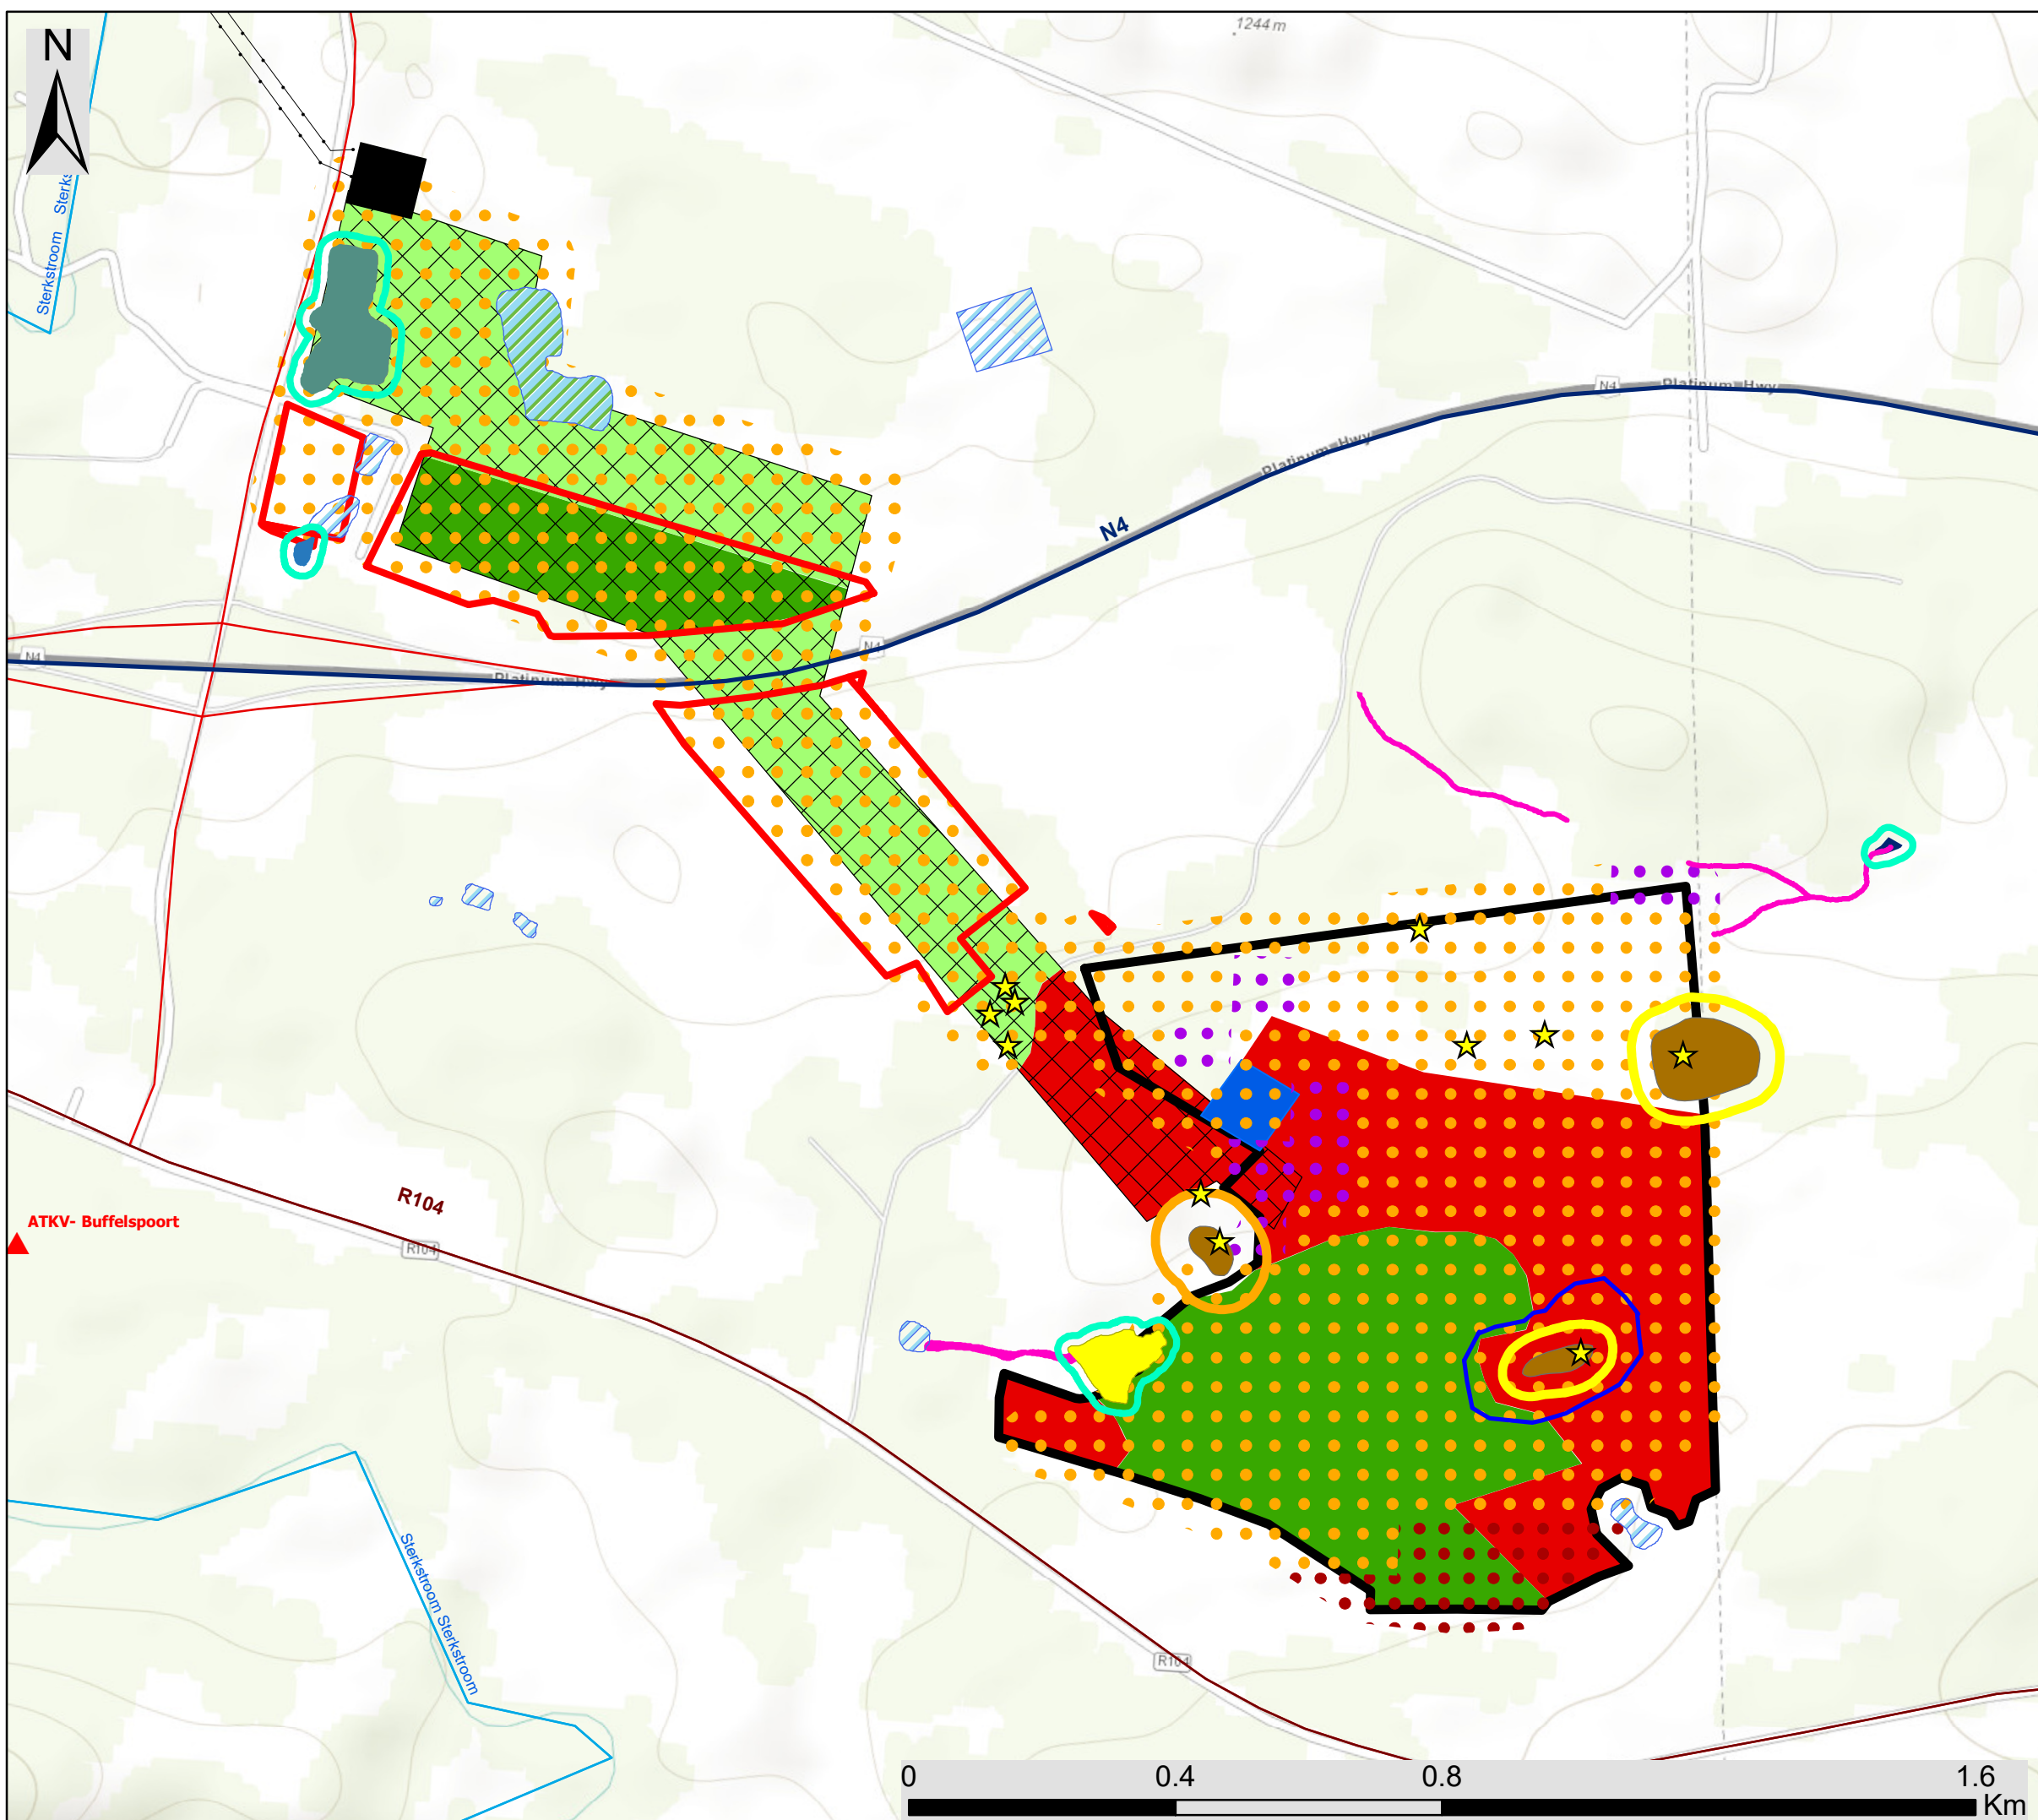 1244 m
N
Sterkstroom Sterks
N4
Platinum Hwy
Platinum Hwy
N4
N4
N4
Platinum Hwy
R104
ATKV- Buffelspoort
R104
Sterkstroom Sterkstroom
R104
0 0.4 0.8 1.6
Km